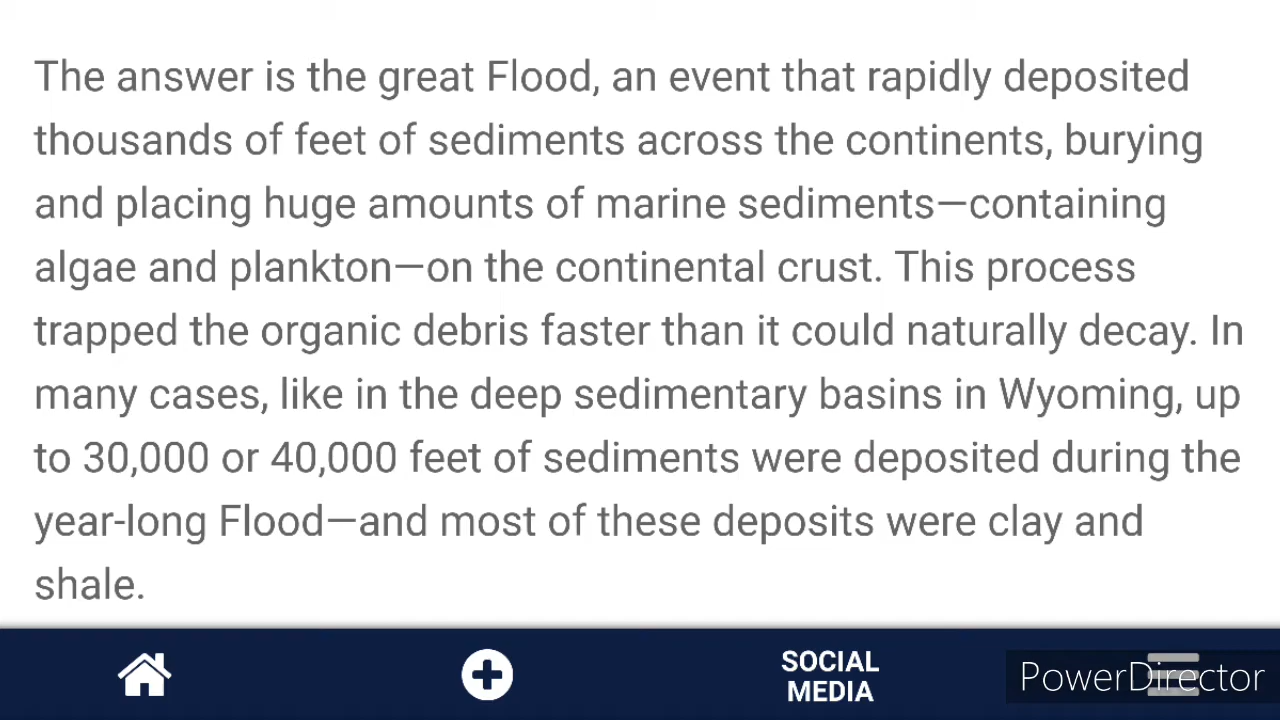 The answer is the great Flood, an event that rapidly deposited
thousands of feet of sediments across the continents, burying
and placing huge amounts of marine sediments—containing
algae and plankton—on the continental crust. This process
trapped the organic debris faster than it could naturally decay. In
many cases, like in the deep sedimentary basins in Wyoming, up
to 30,000 or 40,000 feet of sediments were deposited during the
year-long Flood—and most of these deposits were clay and
shale.
SOCIAL
MEDIA
PowerDirector